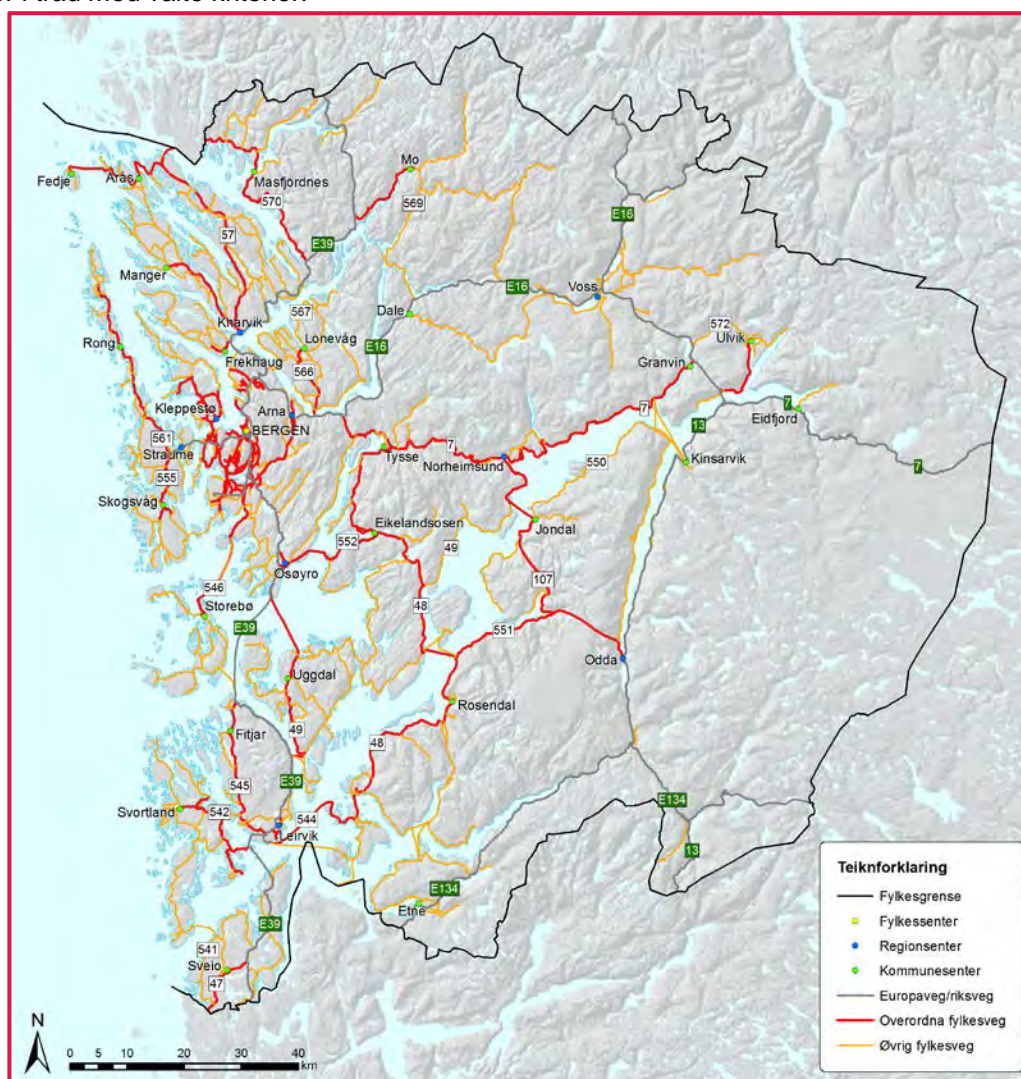 Mo
Masfjordnes
Fedje
Årås
570
569
E16
57
E39
Manger
E16
Voss
567
Dale
Knarvik
572
Ulvik
Rong
Lonevåg
E16
Granvin
Frekhaug
566
Kleppestø
Arna
7
7
Eidfjord
BERGEN
13
561
Straume
Tysse
7
Norheimsund
Kinsarvik
550
7
555
Skogsvåg
Jondal
Eikelandsosen
552
49
Osøyro
107
546
48
Storebø
E39
551
Odda
Uggdal
Rosendal
49
Fitjar
48
E39
545
E134
Svortland
542
544
Leirvik
13
E134
Etne
E39
541
Sveio
47
Teiknforklaring
Fylkesgrense
Fylkessenter
Regionsenter
Kommunesenter
Europaveg/riksveg
Overordna fylkesveg
Øvrig fylkesveg
N
0 10 20 30 40
km